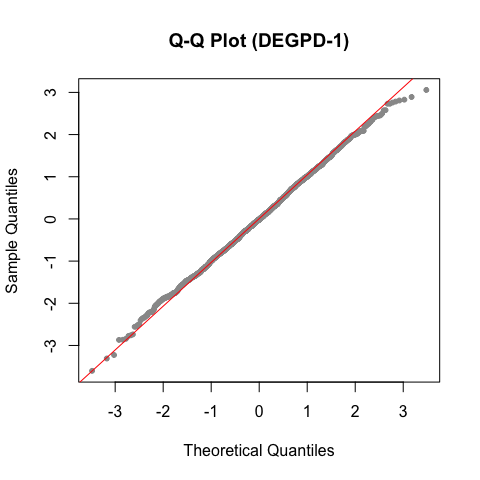 Q-Q Plot (DEGPD-1)
Sample Quantiles
3
2
1
0
-1
-2
-3
-3 -2 -1 0 1 2 3
Theoretical Quantiles